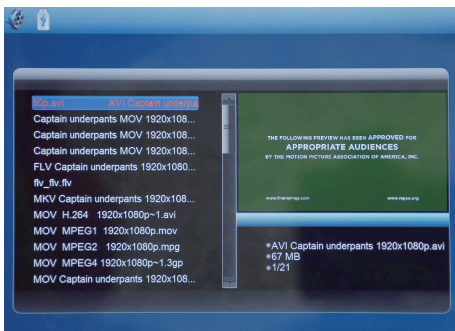 80p.avi AVI Captain underpa
Captain underpants MOV 1920x108...
Captain underpants MOV 1920x108...
Captain underpants MOV 1920x108...
FLV Captain underpants 1920x1080...
flv_flv.flv
MKV Captain underpants 1920x108...
MOV H.264 1920x1080p~1.avi
MOV MPEG1 1920x1080p.mov
MOV MPEG2 1920x1080p.mpg
MOV MPEG4 1920x1080p~1.3gp
MOV Captain underpants 1920x108...
THE FOLLOWING PREVIEW HAS BEEN APPROVED FOR
APPROPRIATE AUDIENCES
BY THE MOTION PICTURE ASSOCIATION OF AMERICA, INC.
www.filmratings.com www.mpaa.org
*AVI Captain underpants 1920x1080p.avi
*67 MB
*1/21